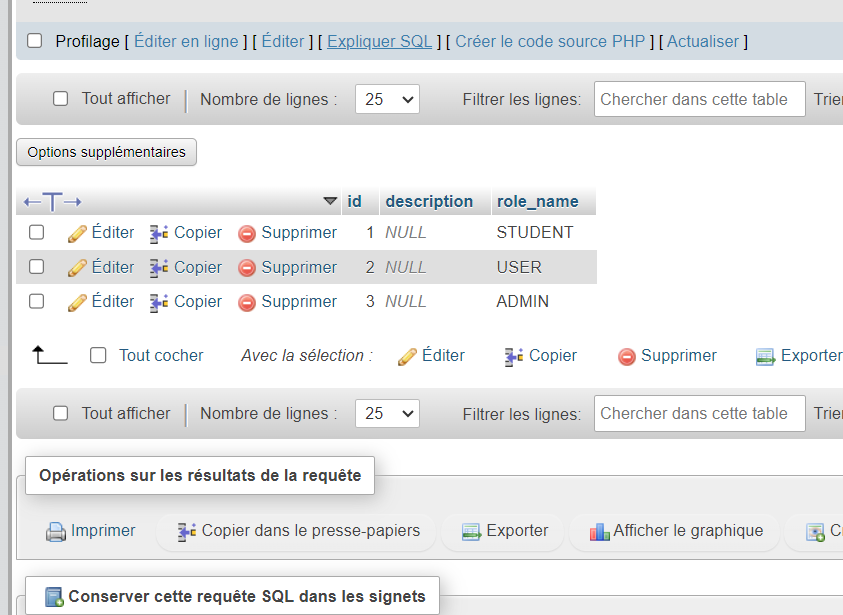 Profilage [ Éditer en ligne ] [ Éditer ] [ Expliquer SQL ] [ Créer le code source PHP ] [ Actualiser ]
Tout afficher | Nombre de lignes : 25 Filtrer les lignes: Chercher dans cette table Trier
Options supplémentaires
id description role_name
Éditer Copier Supprimer 1 NULL STUDENT
Éditer Copier Supprimer 2 NULL USER
Éditer Copier Supprimer 3 NULL ADMIN
Tout cocher Avec la sélection : Éditer Copier Supprimer Exporter
Tout afficher | Nombre de lignes : 25 Filtrer les lignes: Chercher dans cette table Trier
Opérations sur les résultats de la requête
Imprimer Copier dans le presse-papiers Exporter Afficher le graphique
Conserver cette requête SQL dans les signets